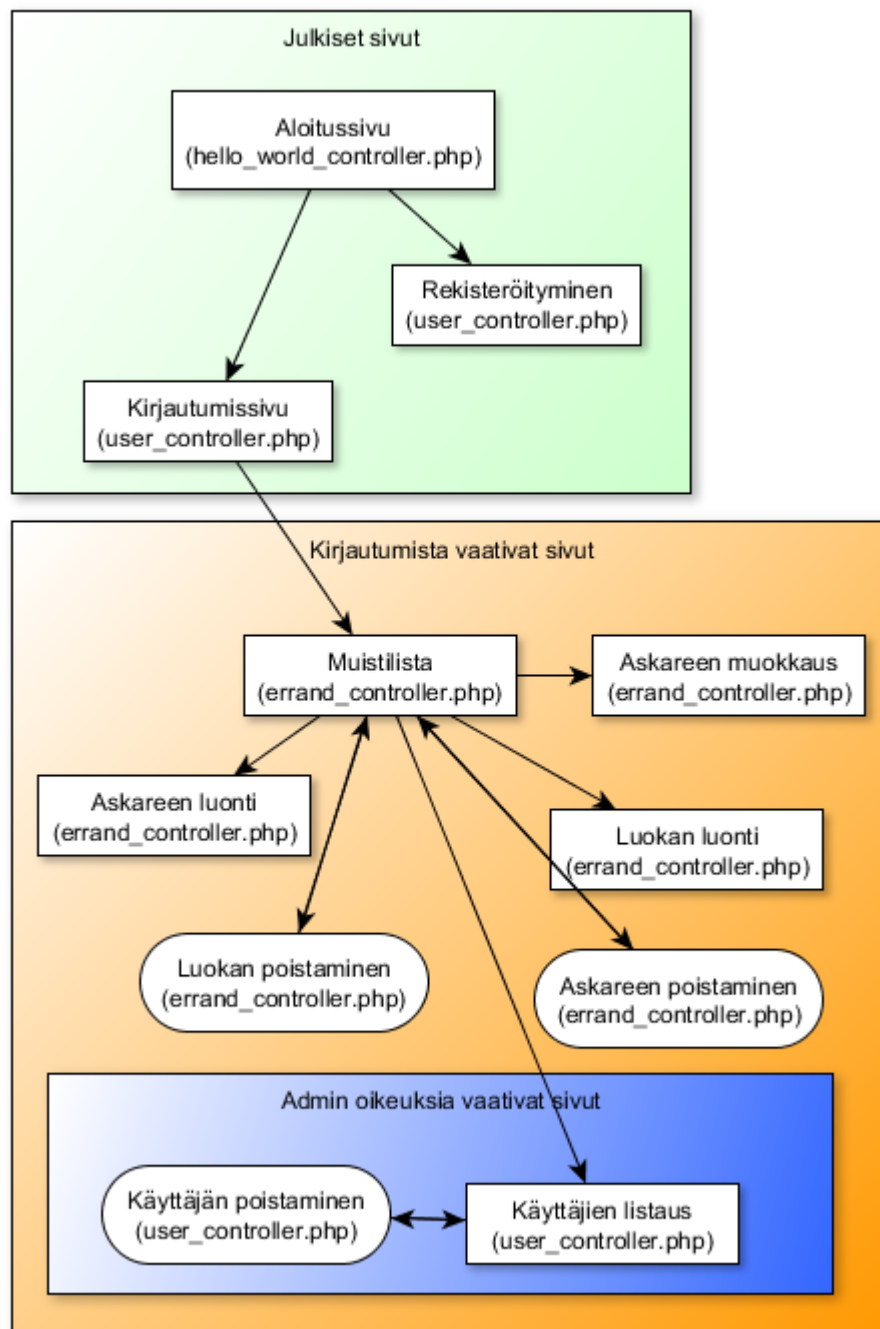 Julkiset sivut
Aloitussivu
(hello_world_controller.php)
Rekisteröityminen
(user_controller.php)
Kirjautumissivu
(user_controller.php)
Kirjautumista vaativat sivut
Muistilista
(errand_controller.php)
Askareen muokkaus
(errand_controller.php)
Askareen luonti
(errand_controller.php)
Luokan luonti
(errand_controller.php)
Luokan poistaminen
(errand_controller.php)
Askareen poistaminen
(errand_controller.php)
Admin oikeuksia vaativat sivut
Käyttäjän poistaminen
(user_controller.php)
Käyttäjien listaus
(user_controller.php)